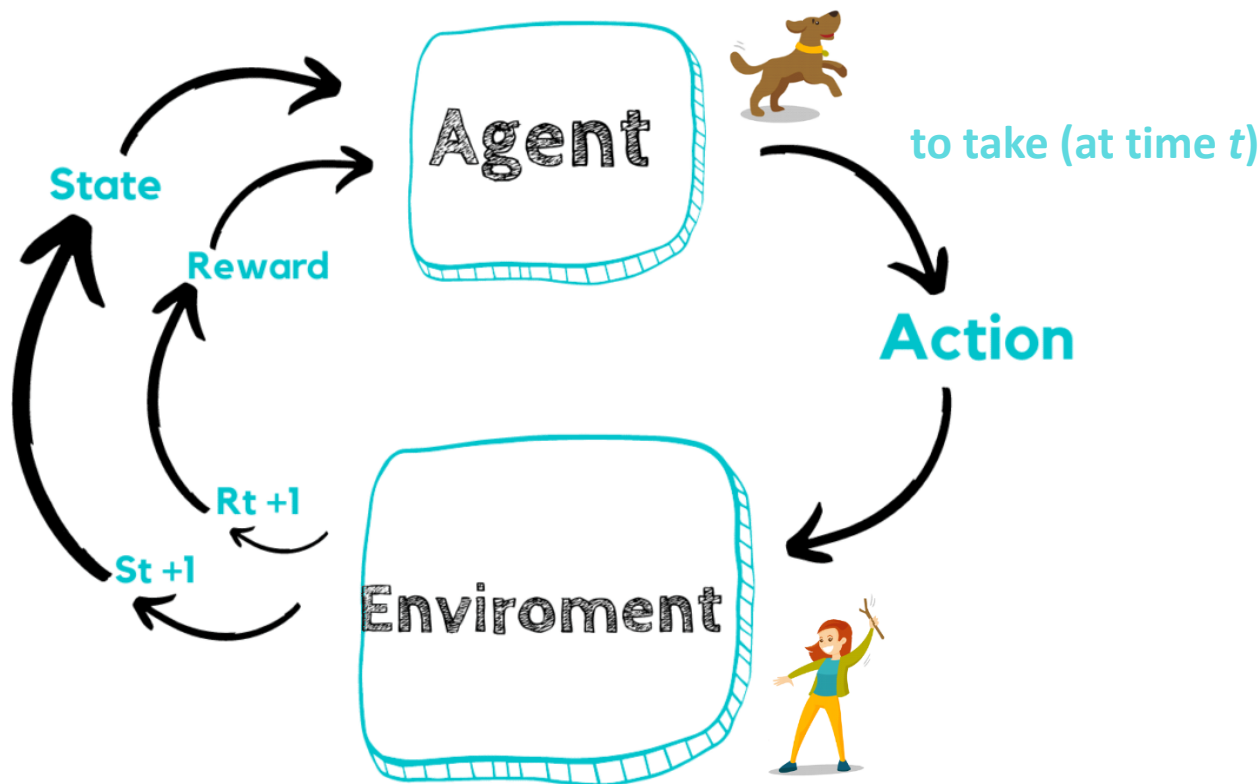 Agent
to take (at time t)
State
Reward
Action
Rt +1
St +1
Enviroment